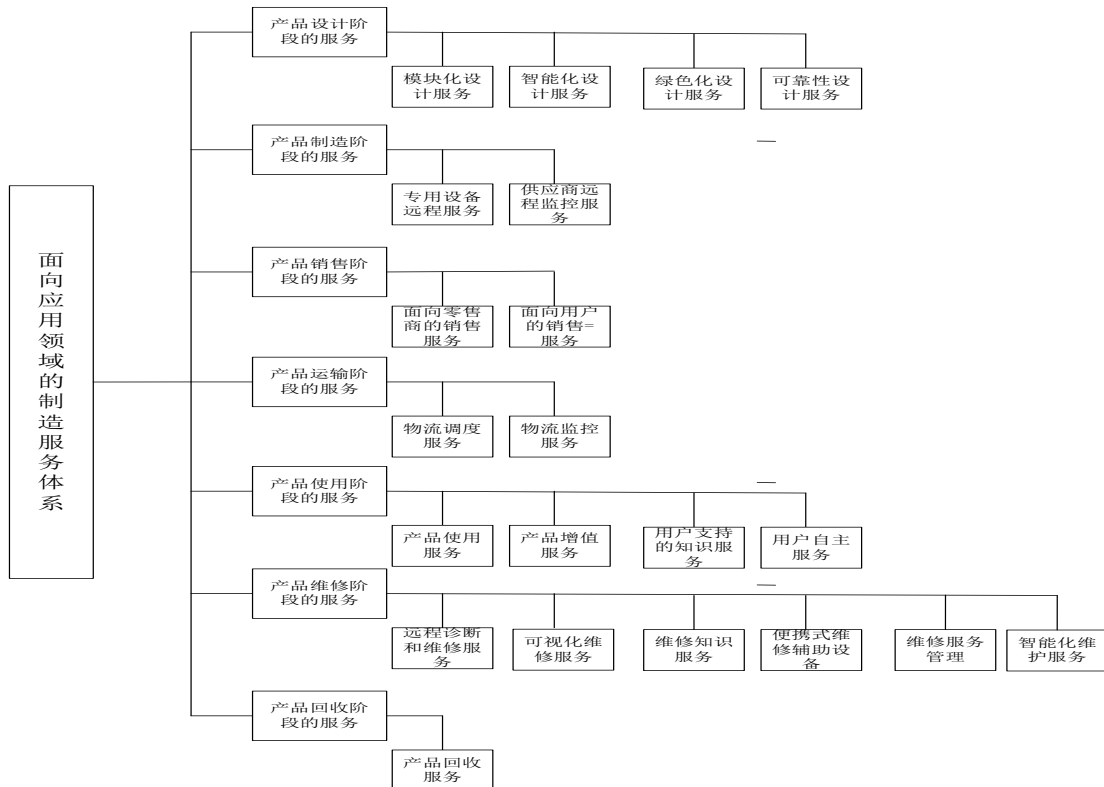 产品设计阶
段的服务
模块化设
计服务
智能化设
计服务
绿色化设
计服务
可靠性设
计服务
产品制造阶
段的服务
专用设备
远程服务
供应商远
程监控服
务
面向应用领域的制造服务体系
产品销售阶
段的服务
面向零售
商的销售
服务
面向用户
的销售=
服务
产品运输阶
段的服务
物流调度
服务
物流监控
服务
产品使用阶
段的服务
产品使用
服务
产品增值
服务
用户支持
的知识服
务
用户自主
服务
产品维修阶
段的服务
远程诊断
和维修服
务
可视化维
修服务
维修知识
服务
便携式维
修辅助设
备
维修服务
管理
智能化维
护服务
产品回收阶
段的服务
产品回收
服务